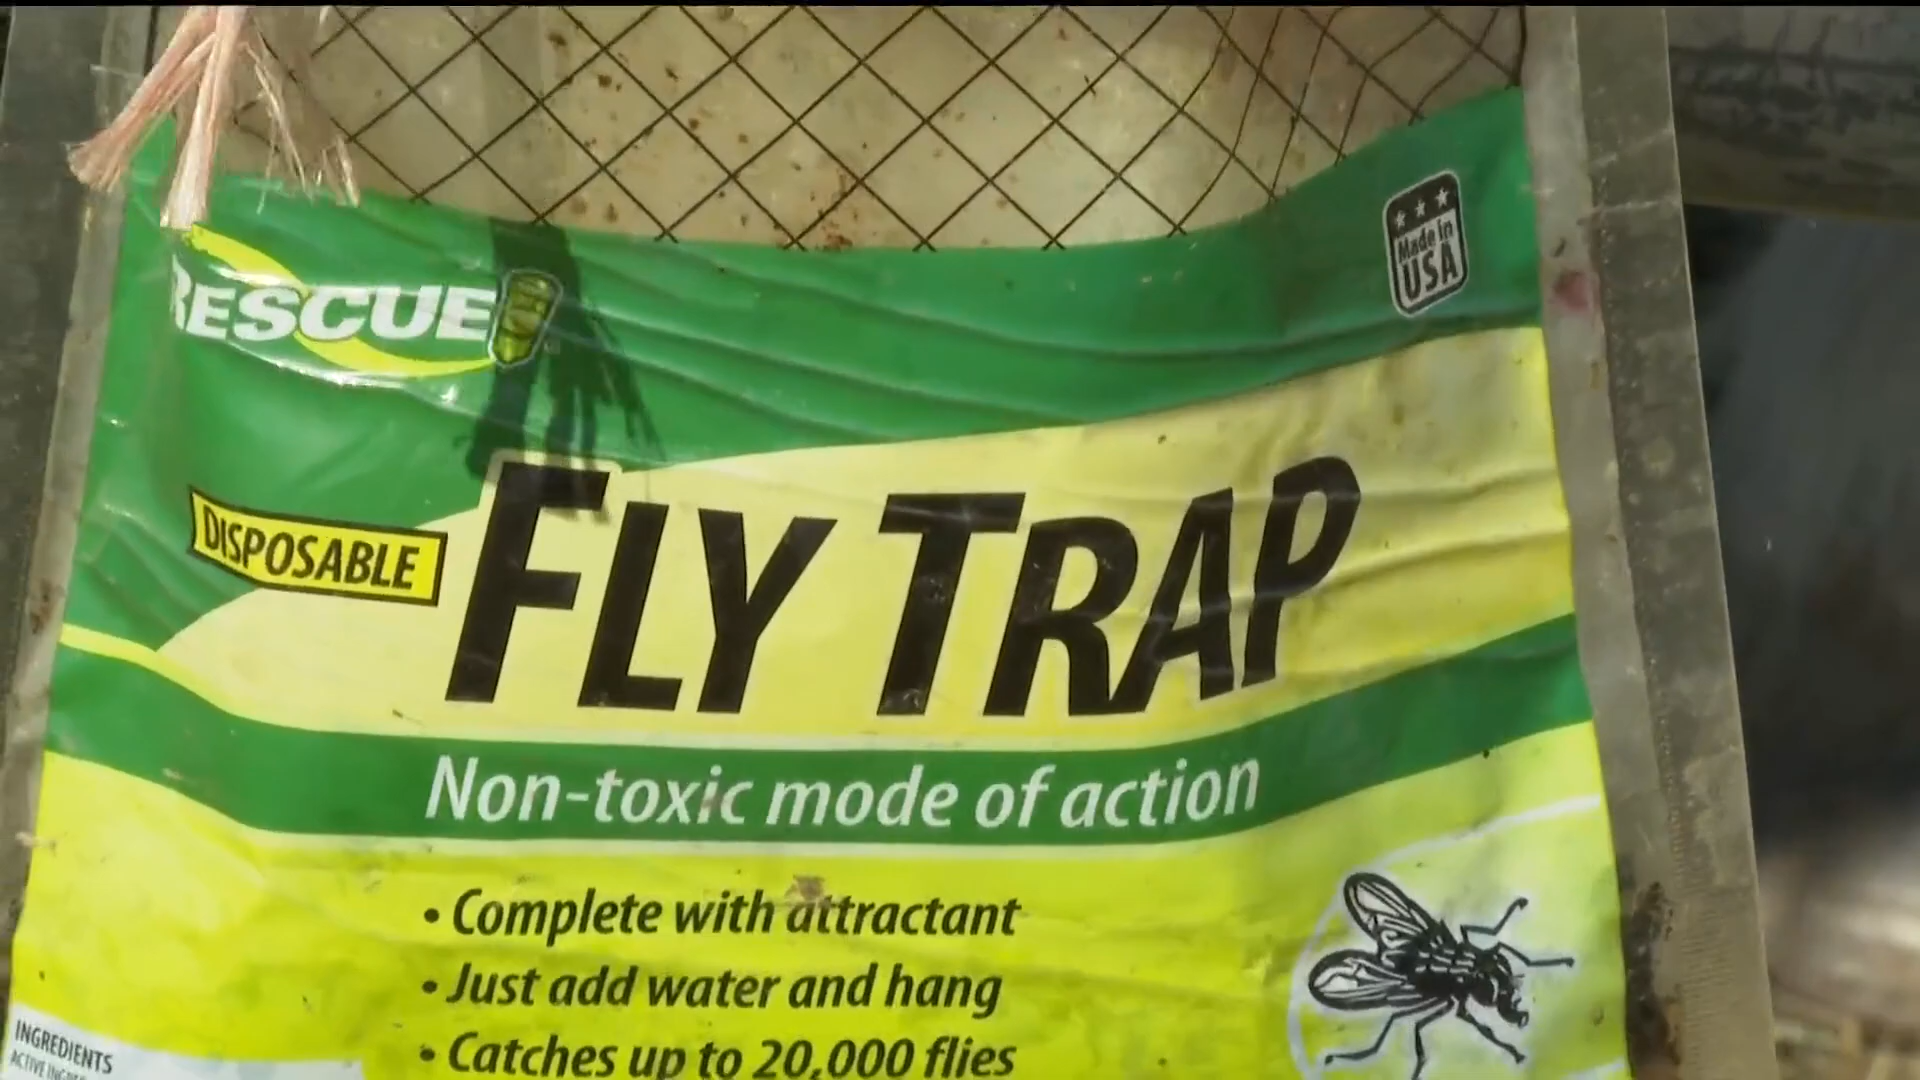 Made in
USA
RESCUE
DISPOSABLE
FLY TRAP
Non-toxic mode of action
• Complete with attractant
• Just add water and hang
• Catches up to 20,000 flies
INGREDIENTS
ACTIVE